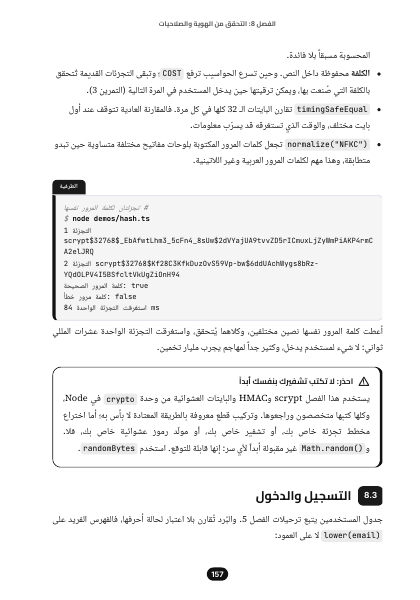 الفصل 8: التحقق من الهوية والصلاحيات
المحسوبة مسبقاً بلا فائدة.
• الكلفة محفوظة داخل النص. وحين تسرع الحواسيب ترفع COST؛ وتبقى التجزئات القديمة تُتحقق
بالكلفة التي صُنعت بها، ويمكن ترقيتها حين يدخل المستخدم في المرة التالية (التمرين 3).
• timingSafeEqual تقارن البايتات الـ 32 كلها في كل مرة. فالمقارنة العادية تتوقف عند أول
بايت مختلف، والوقت الذي تستغرقه قد يسرّب معلومات.
• normalize("NFKC") تجعل كلمات المرور المكتوبة بلوحات مفاتيح مختلفة متساوية حين تبدو
متطابقة، وهذا مهم لكلمات المرور العربية وغير اللاتينية.
الطرفية
# تجزئتان لكلمة المرور نفسها
$ node demos/hash.ts
التجزئة 1
scrypt$32768$_EbAfwtLhm3_5cFn4_8sUw$2dVYajUA9tvvZD5rICmuxLjZyWmPiAKP4rmC
A2elJRQ
التجزئة 2 scrypt$32768$Kf28C3KfkDuzOvS59Vp-bw$6ddUAchWygs8bRz-
YQdOLPV4I5BSfcltVkUgZiOnH94
كلمة المرور الصحيحة: true
كلمة مرور خطأ: false
استغرقت التجزئة الواحدة 84 ms
أعطت كلمة المرور نفسها نصين مختلفين، وكلاهما يُتحقق، واستغرقت التجزئة الواحدة عشرات المللي
ثواني: لا شيء لمستخدم يدخل، وكثير جداً لمهاجم يجرب مليار تخمين.
احذر: لا تكتب تشفيرك بنفسك أبداً
يستخدم هذا الفصل scrypt وHMAC والبايتات العشوائية من وحدة crypto في Node،
وكلها كتبها متخصصون وراجعوها. وتركيب قطع معروفة بالطريقة المعتادة لا بأس به؛ أما اختراع
مخطط تجزئة خاص بك، أو تشفير خاص بك، أو مولّد رموز عشوائية خاص بك، فلا.
وMath.random() غير مقبولة أبداً لأي سر: إنها قابلة للتوقع. استخدم randomBytes.
8.3 التسجيل والدخول
جدول المستخدمين يتبع ترحيلات الفصل 5. والبرُد تُقارن بلا اعتبار لحالة أحرفها، فالفهرس الفريد على
lower(email) لا على العمود:
157